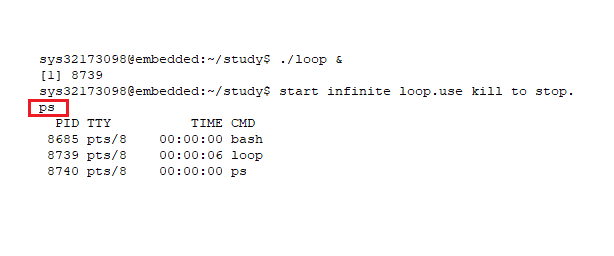 sys32173098@embedded:~/study$ ./loop &
[1] 8739
sys32173098@embedded:~/study$ start infinite loop.use kill to stop.
ps
  PID TTY          TIME CMD
 8685 pts/8    00:00:00 bash
 8739 pts/8    00:00:06 loop
 8740 pts/8    00:00:00 ps